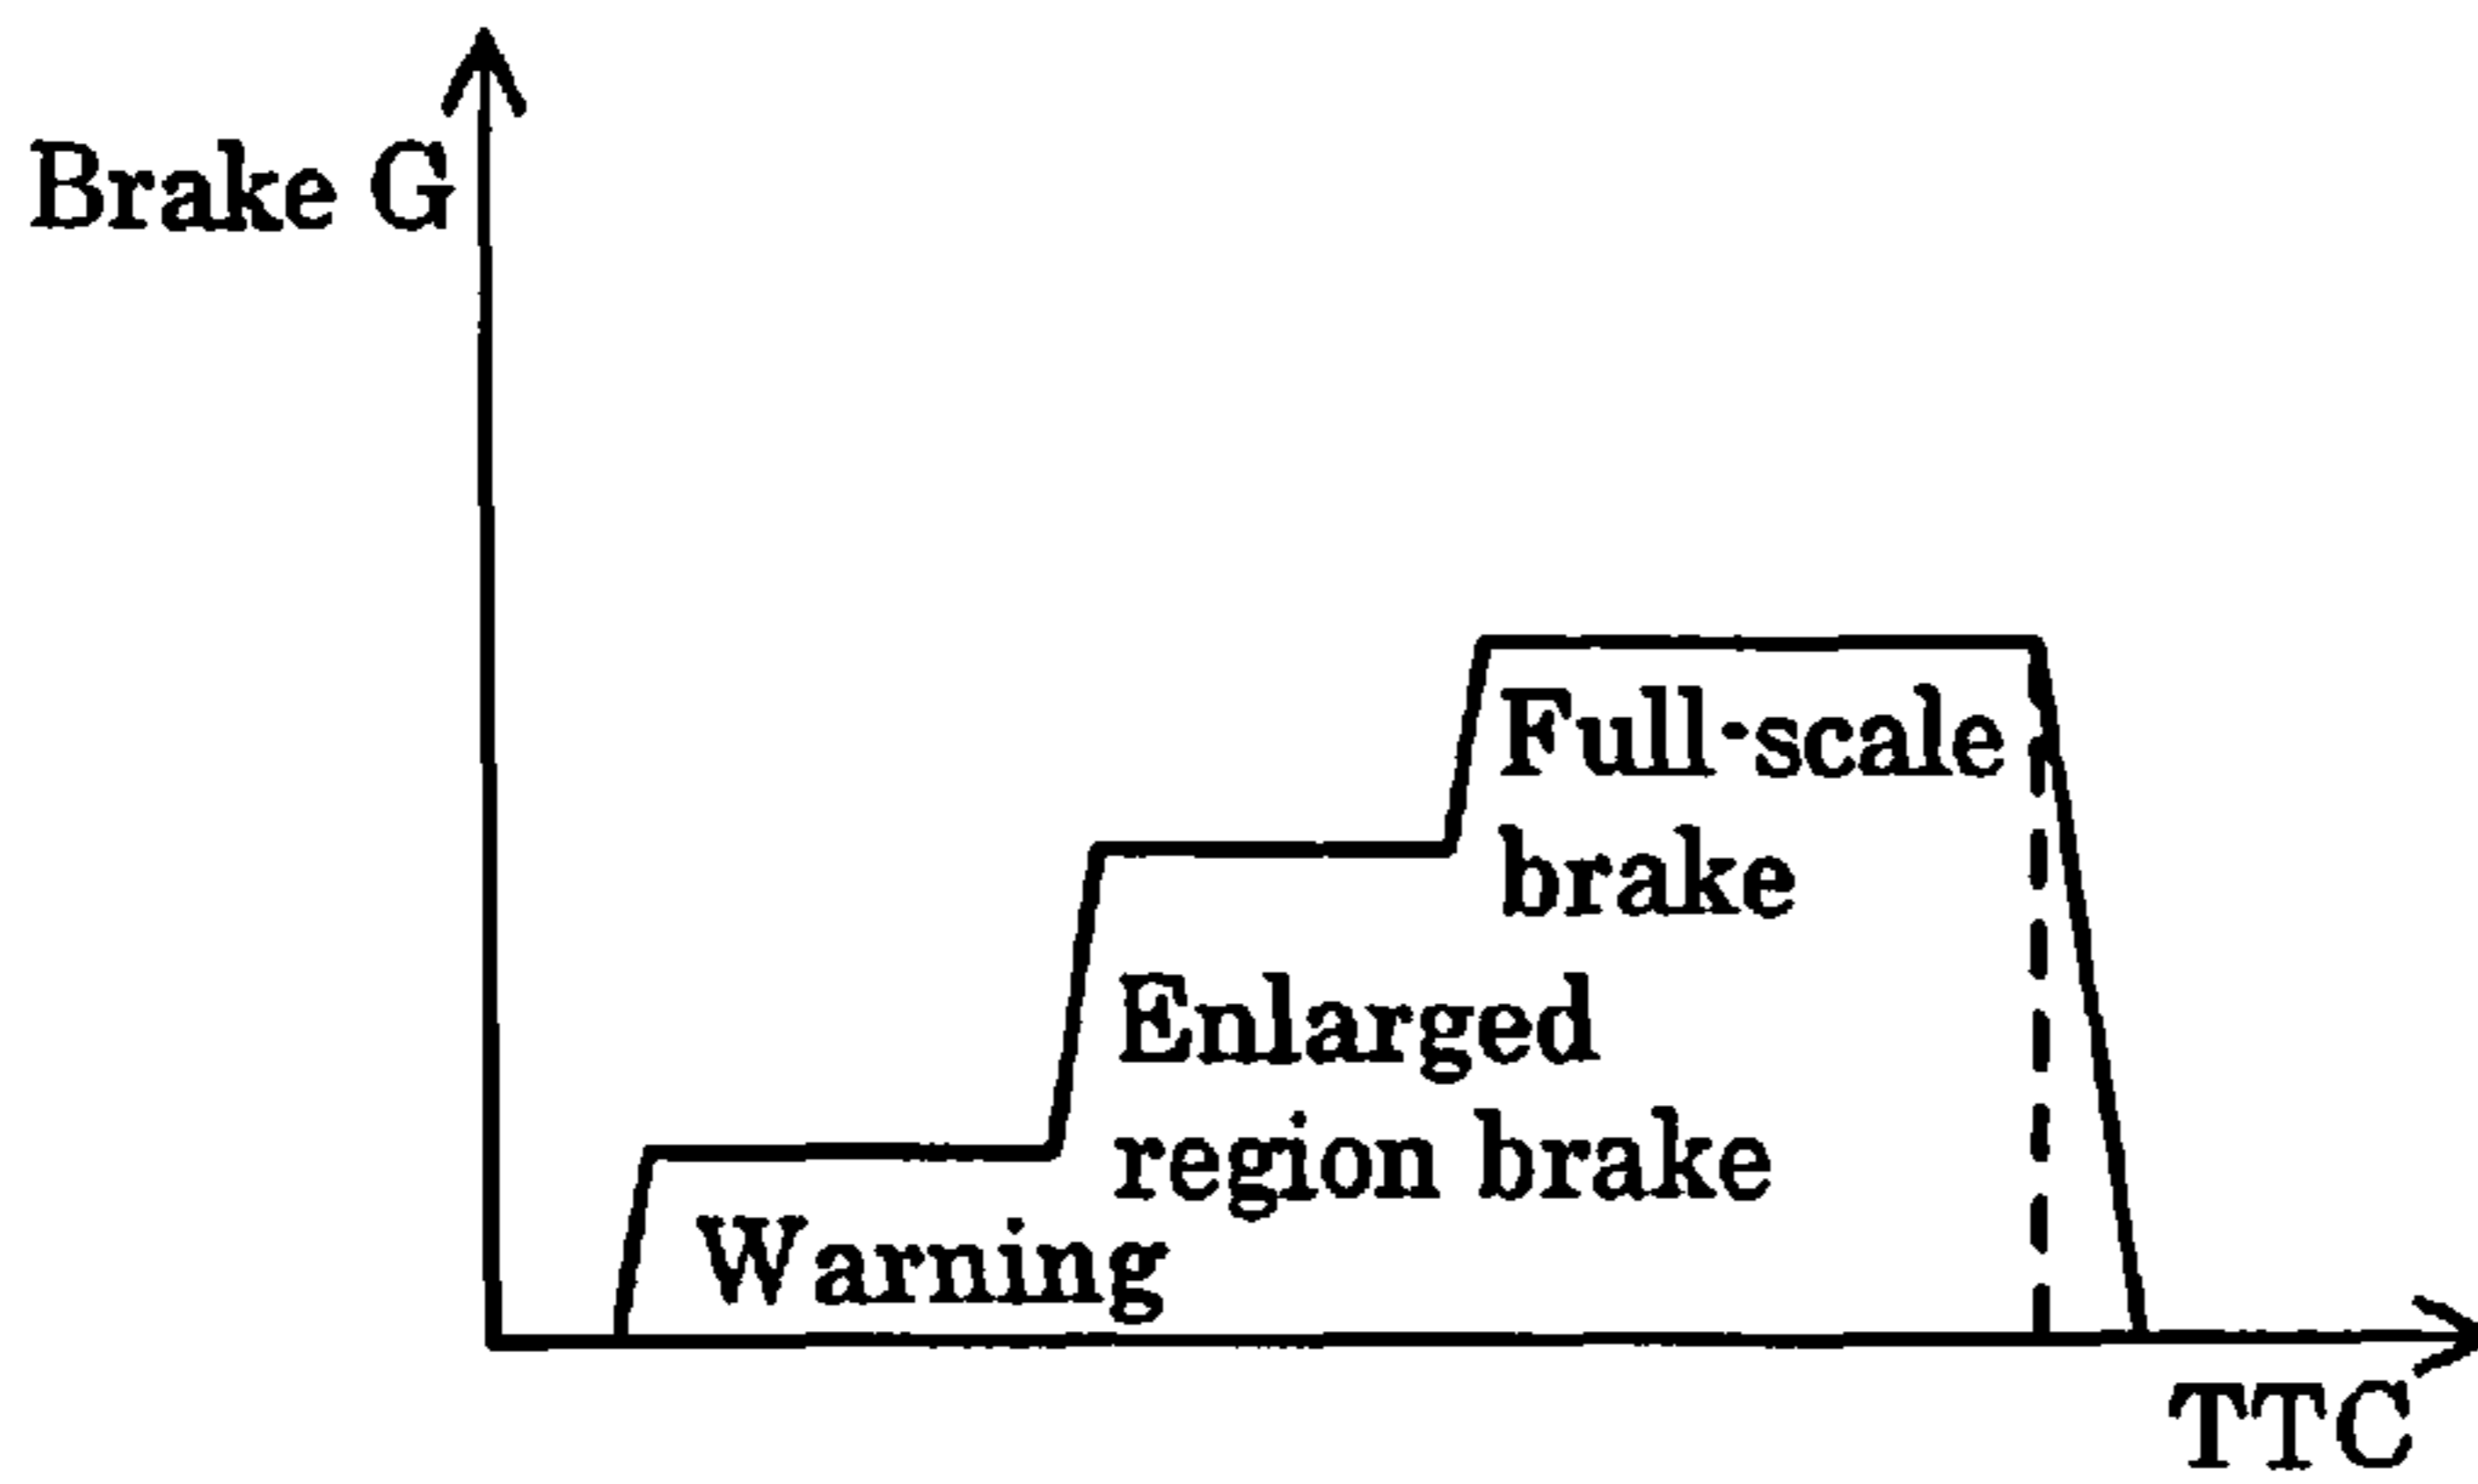 Brake G
Full-scale
brake
Enlarged
region brake
Warning
TTC